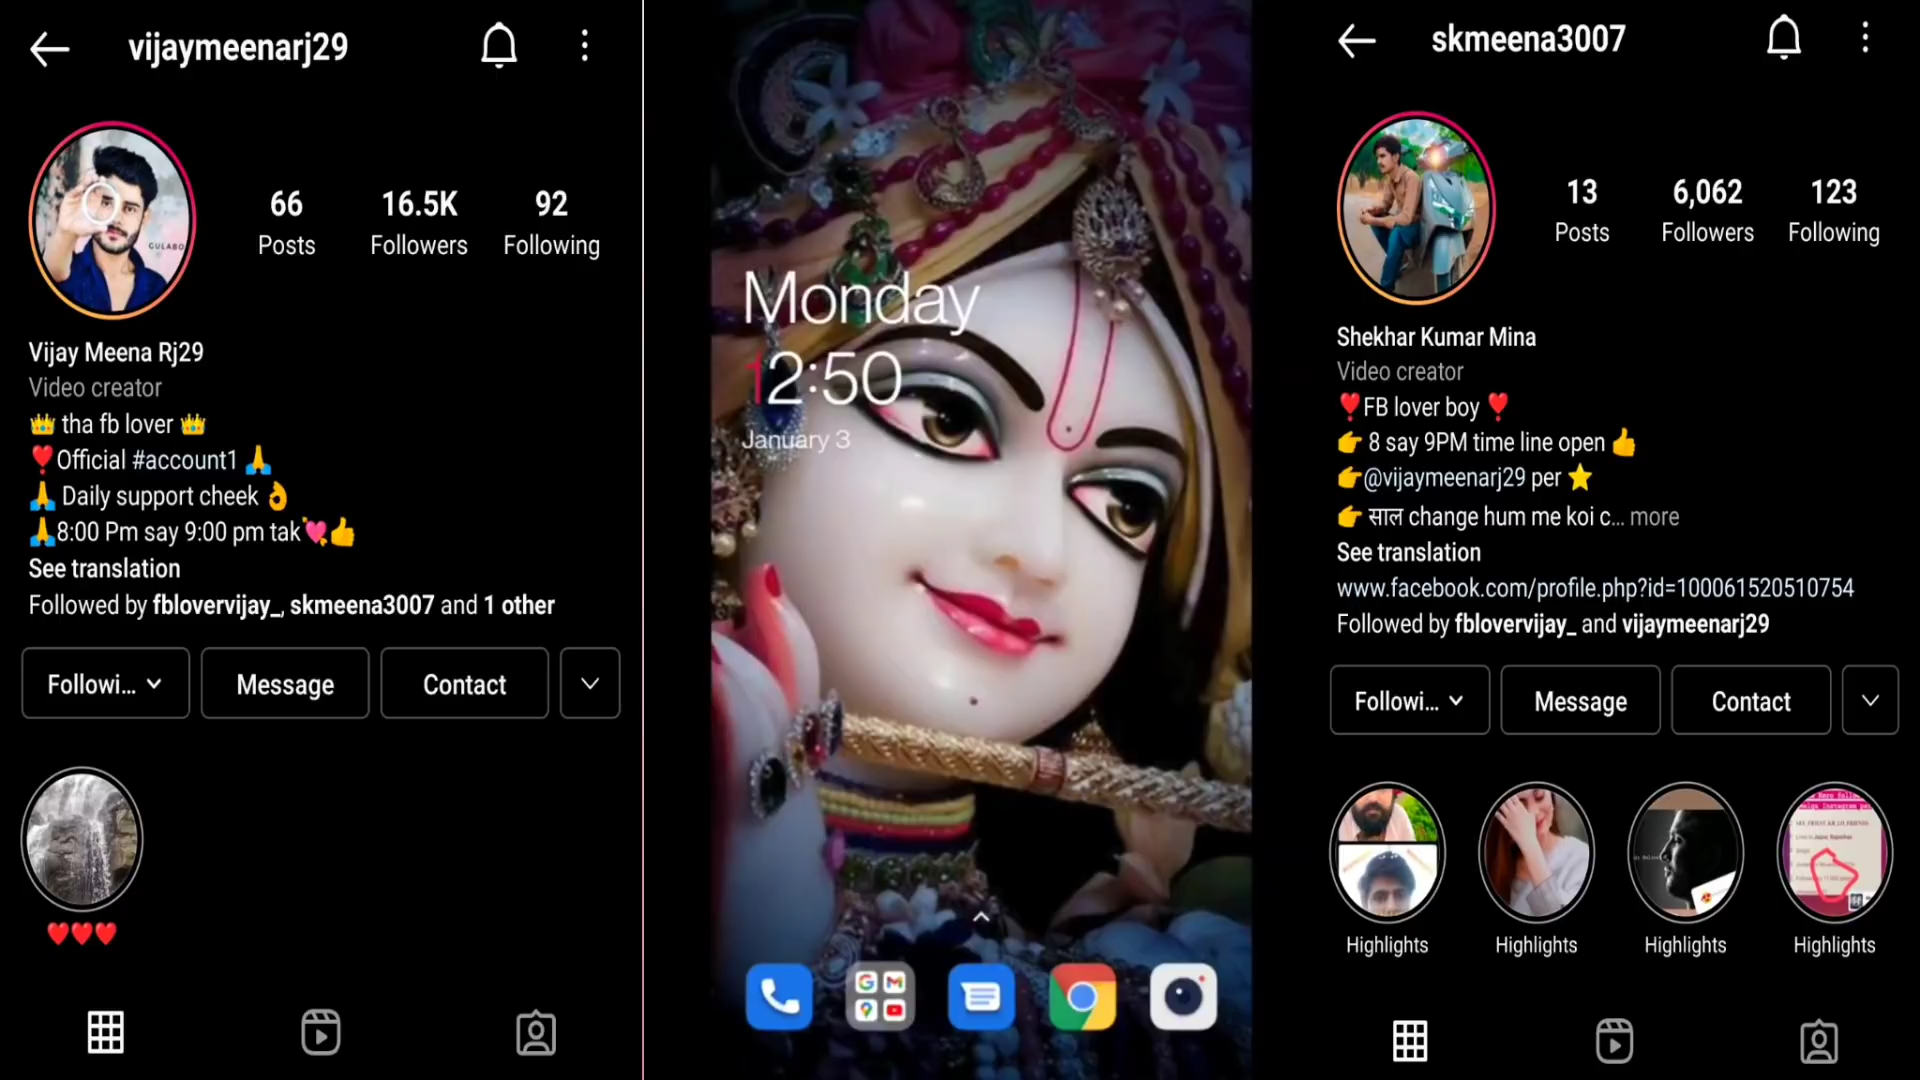 vijaymeenarj29
GULABO
66
Posts
16.5K
Followers
92
Following
Vijay Meena Rj29
Video creator
👑 tha fb lover 👑
❣️Official #account1 🙏
🙏 Daily support cheek 👌
🙏8:00 Pm say 9:00 pm tak💘👍
See translation
Followed by fblovervijay_, skmeena3007 and 1 other
Followi...
Message
Contact
❤️❤️❤️
Monday
12:50
January 3
skmeena3007
13
Posts
6,062
Followers
123
Following
Shekhar Kumar Mina
Video creator
❣️FB lover boy ❣️
👉 8 say 9PM time line open 👍
👉@vijaymeenarj29 per ⭐
👉 साल change hum me koi c... more
See translation
www.facebook.com/profile.php?id=100061520510754
Followed by fblovervijay_ and vijaymeenarj29
Followi...
Message
Contact
Highlights
Highlights
Highlights
Highlights